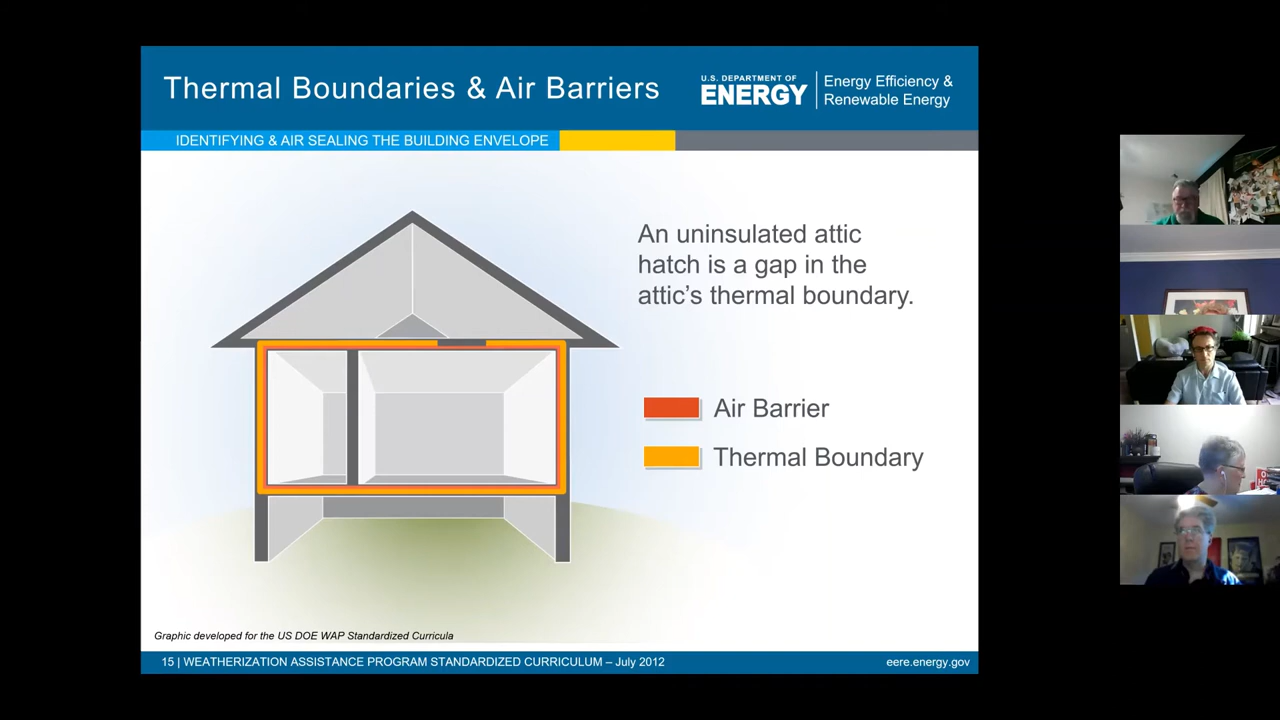 Thermal Boundaries & Air Barriers
U.S. DEPARTMENT OF
ENERGY
Energy Efficiency &
Renewable Energy
IDENTIFYING & AIR SEALING THE BUILDING ENVELOPE
An uninsulated attic
hatch is a gap in the
attic's thermal boundary.
Air Barrier
Thermal Boundary
Graphic developed for the US DOE WAP Standardized Curricula
15 | WEATHERIZATION ASSISTANCE PROGRAM STANDARDIZED CURRICULUM – July 2012
eere.energy.gov